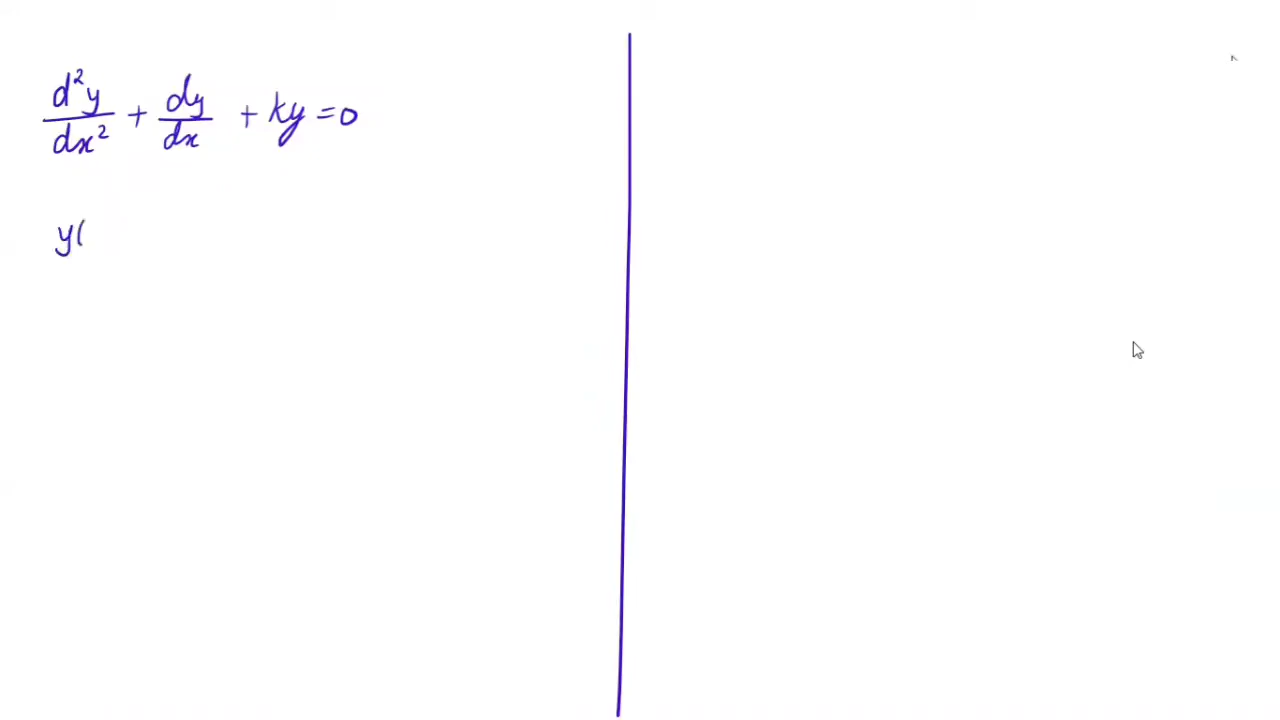 d²y/dx² + dy/dx + ky = 0
y(